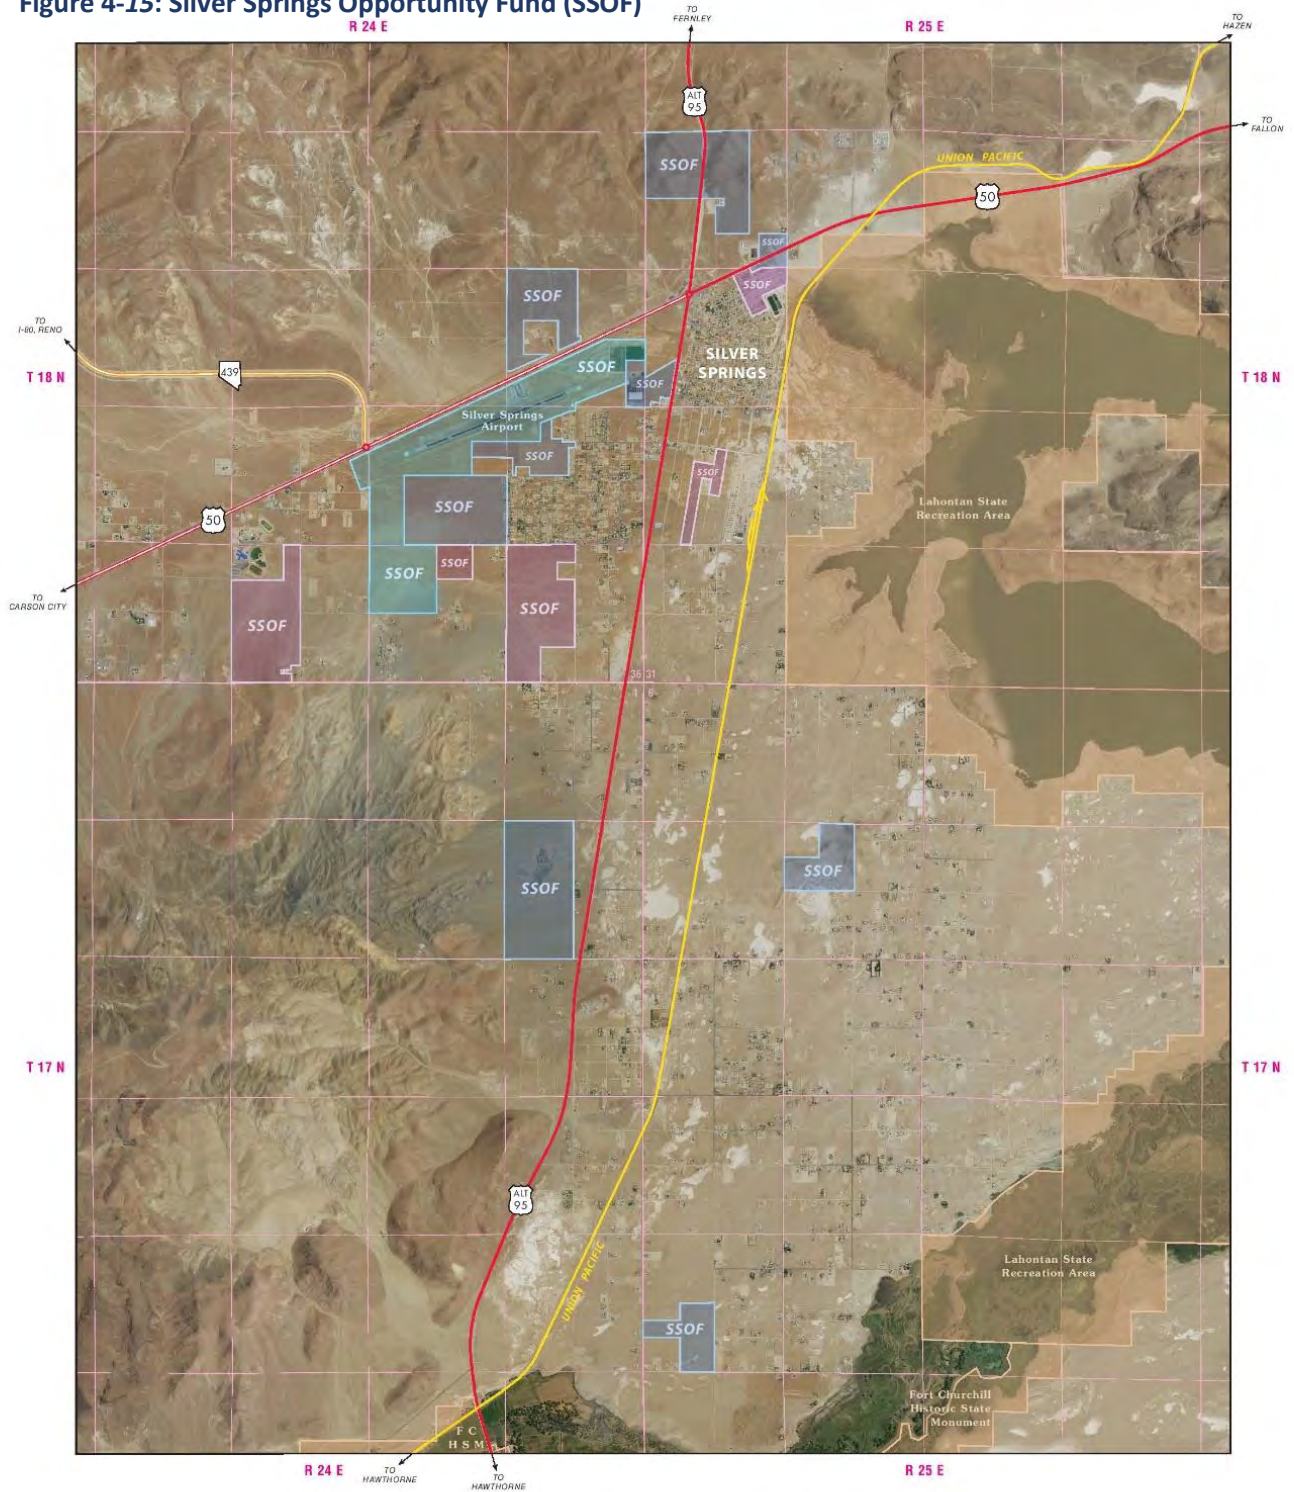 Figure 4-15: Silver Springs Opportunity Fund (SSOF)
TO
FERNLEY
TO
HAZEN
R 24 E
R 25 E
ALT
95
TO
FALLON
SSOF
UNION PACIFIC
50
SSOF
SSOF
SSOF
TO
I-80, RENO
SILVER
SPRINGS
SSOF
T 18 N
439
T 18 N
SSOF
Silver Springs
Airport
SSOF
SSOF
Lahontan State
Recreation Area
SSOF
50
SSOF
SSOF
TO
CARSON CITY
SSOF
SSOF
36 31
1 6
SSOF
SSOF
T 17 N
T 17 N
ALT
95
UNION PACIFIC
Lahontan State
Recreation Area
SSOF
Fort Churchill
Historic State
Monument
F C
H S M
R 24 E
TO
HAWTHORNE
TO
HAWTHORNE
R 25 E